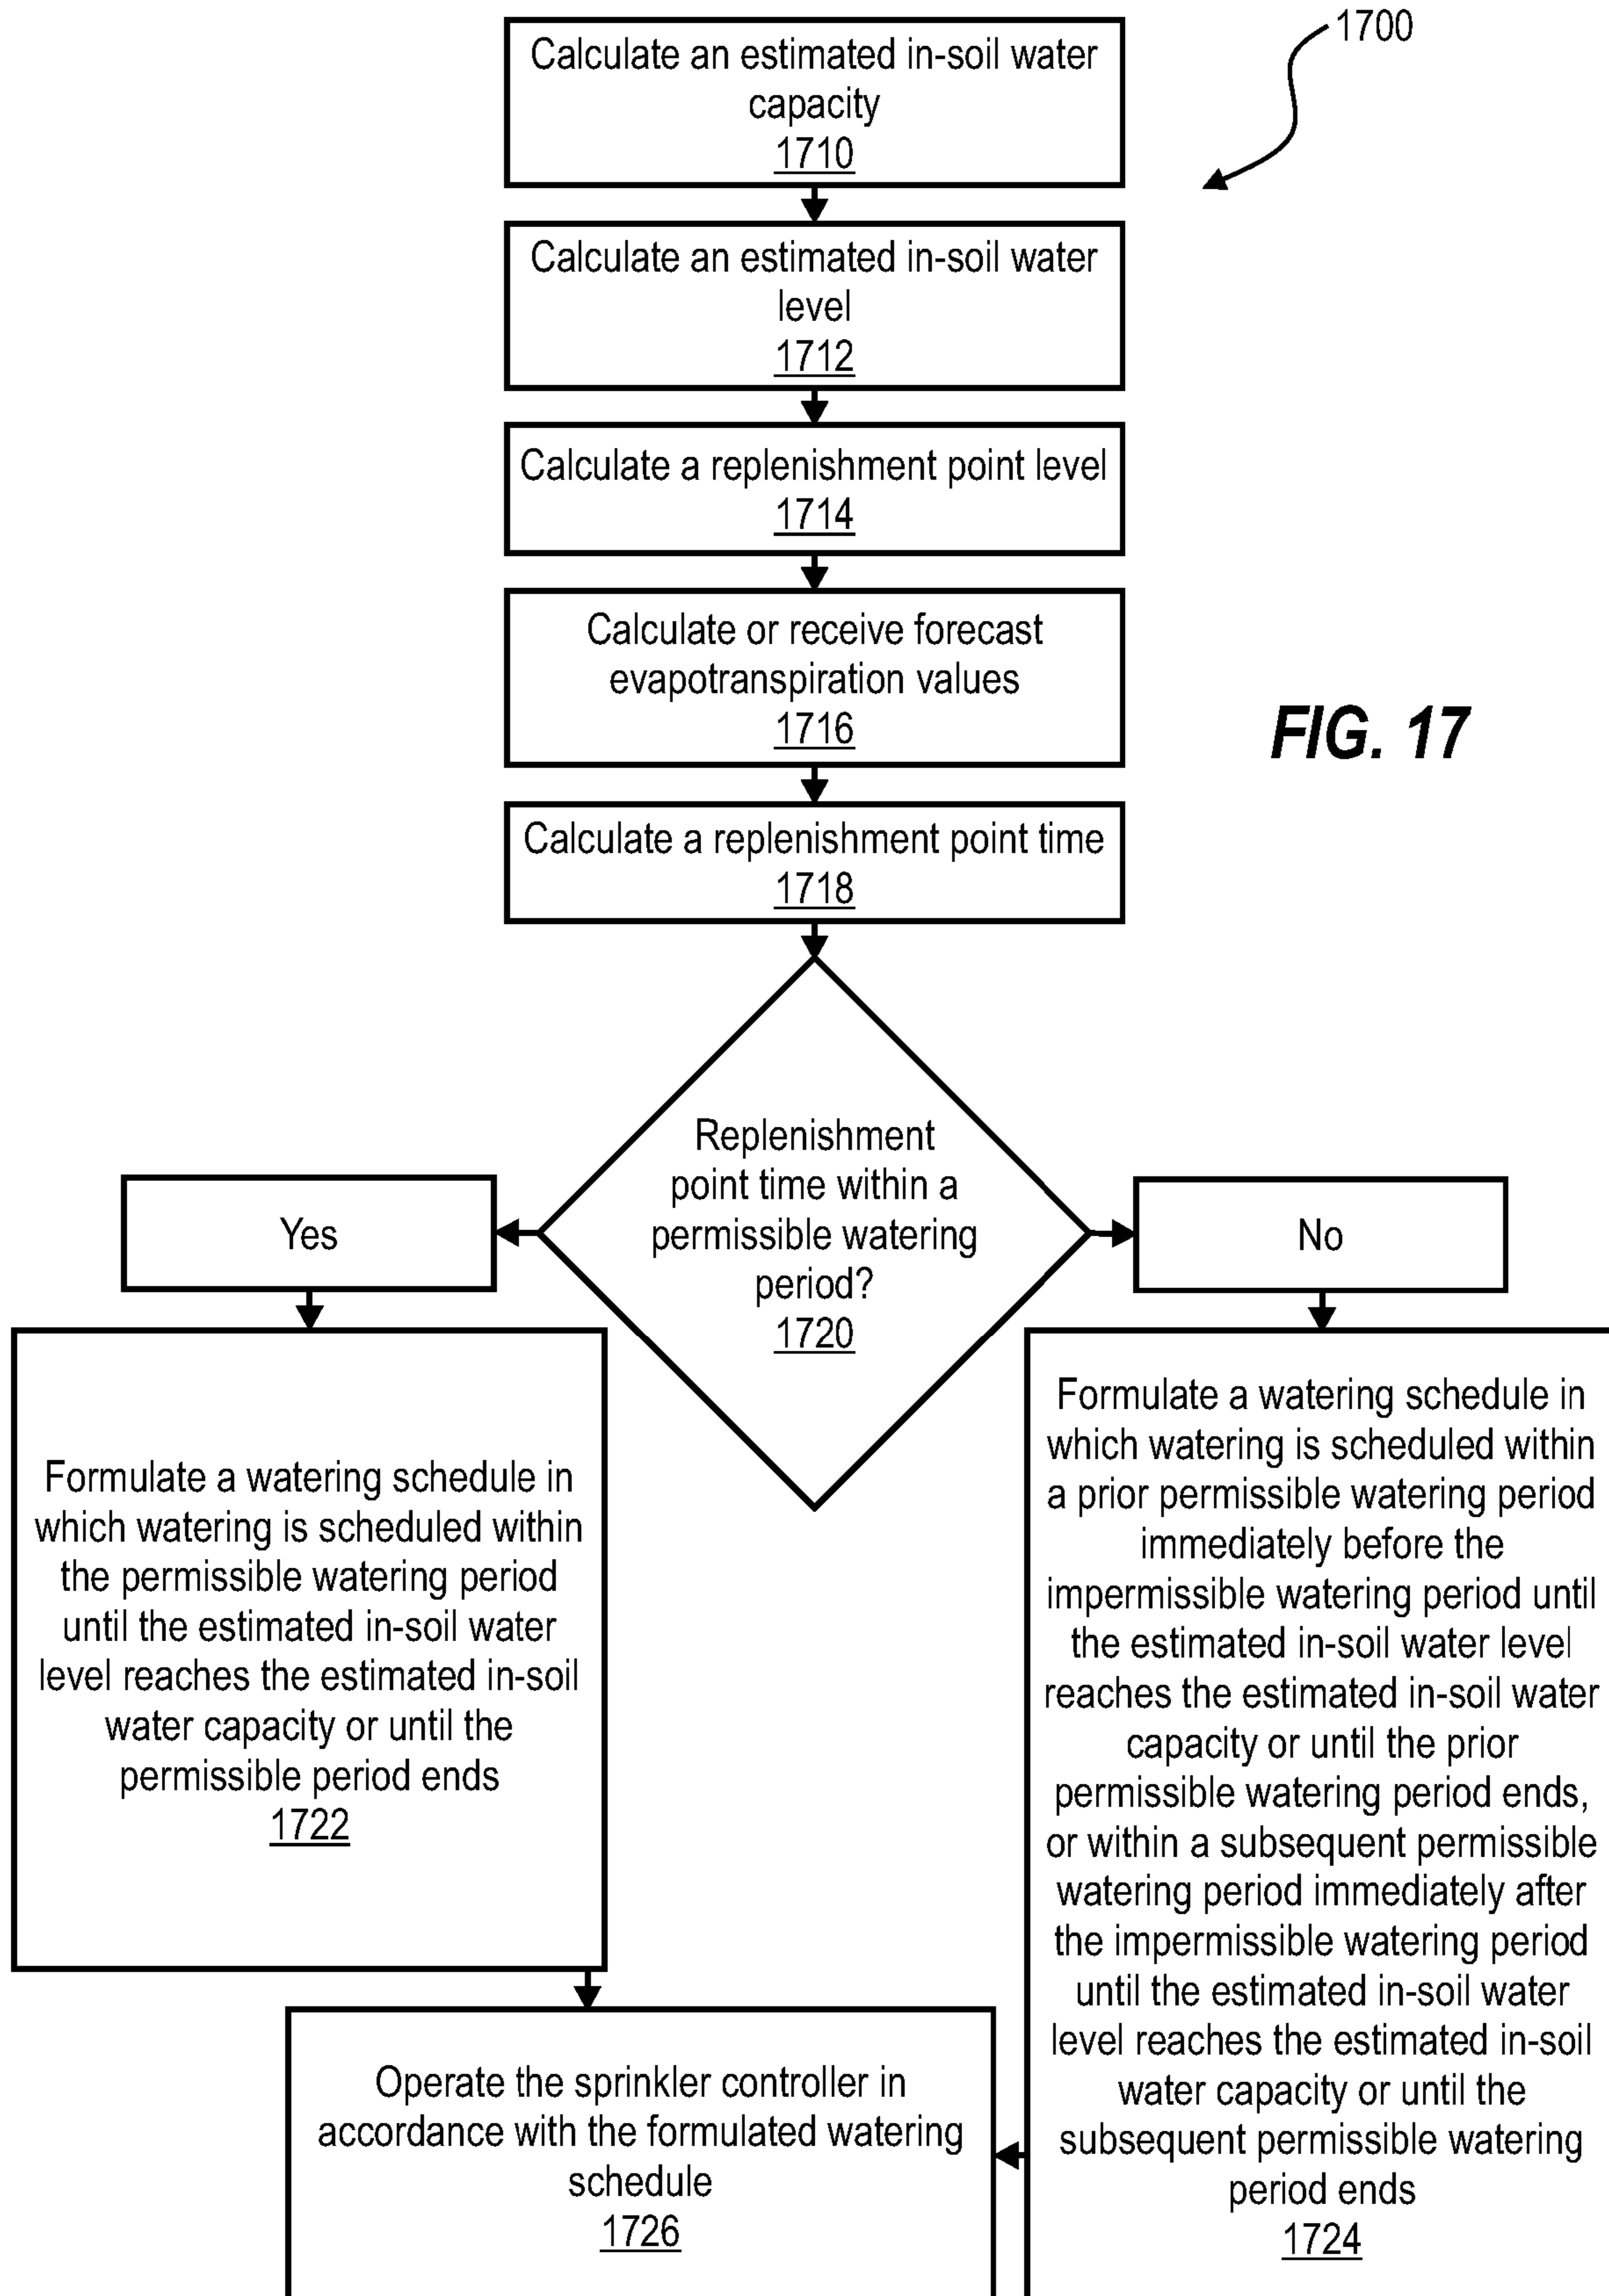 1700
Calculate an estimated in-soil water
capacity
1710
Calculate an estimated in-soil water
level
1712
Calculate a replenishment point level
1714
Calculate or receive forecast
evapotranspiration values
1716
FIG. 17
Calculate a replenishment point time
1718
Replenishment
point time within a
permissible watering
period?
1720
Yes
No
Formulate a watering schedule in
which watering is scheduled within
the permissible watering period
until the estimated in-soil water
level reaches the estimated in-soil
water capacity or until the
permissible period ends
1722
Formulate a watering schedule in
which watering is scheduled within
a prior permissible watering period
immediately before the
impermissible watering period until
the estimated in-soil water level
reaches the estimated in-soil water
capacity or until the prior
permissible watering period ends,
or within a subsequent permissible
watering period immediately after
the impermissible watering period
until the estimated in-soil water
level reaches the estimated in-soil
water capacity or until the
subsequent permissible watering
period ends
1724
Operate the sprinkler controller in
accordance with the formulated watering
schedule
1726